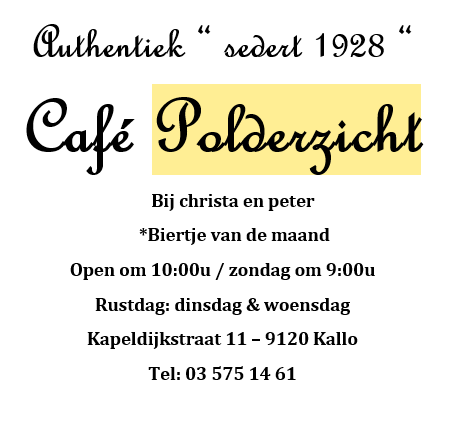 Authentiek “ sedert 1928 “
Café Polderzicht
Bij christa en peter
*Biertje van de maand
Open om 10:00u / zondag om 9:00u
Rustdag: dinsdag & woensdag
Kapeldijkstraat 11 – 9120 Kallo
Tel: 03 575 14 61